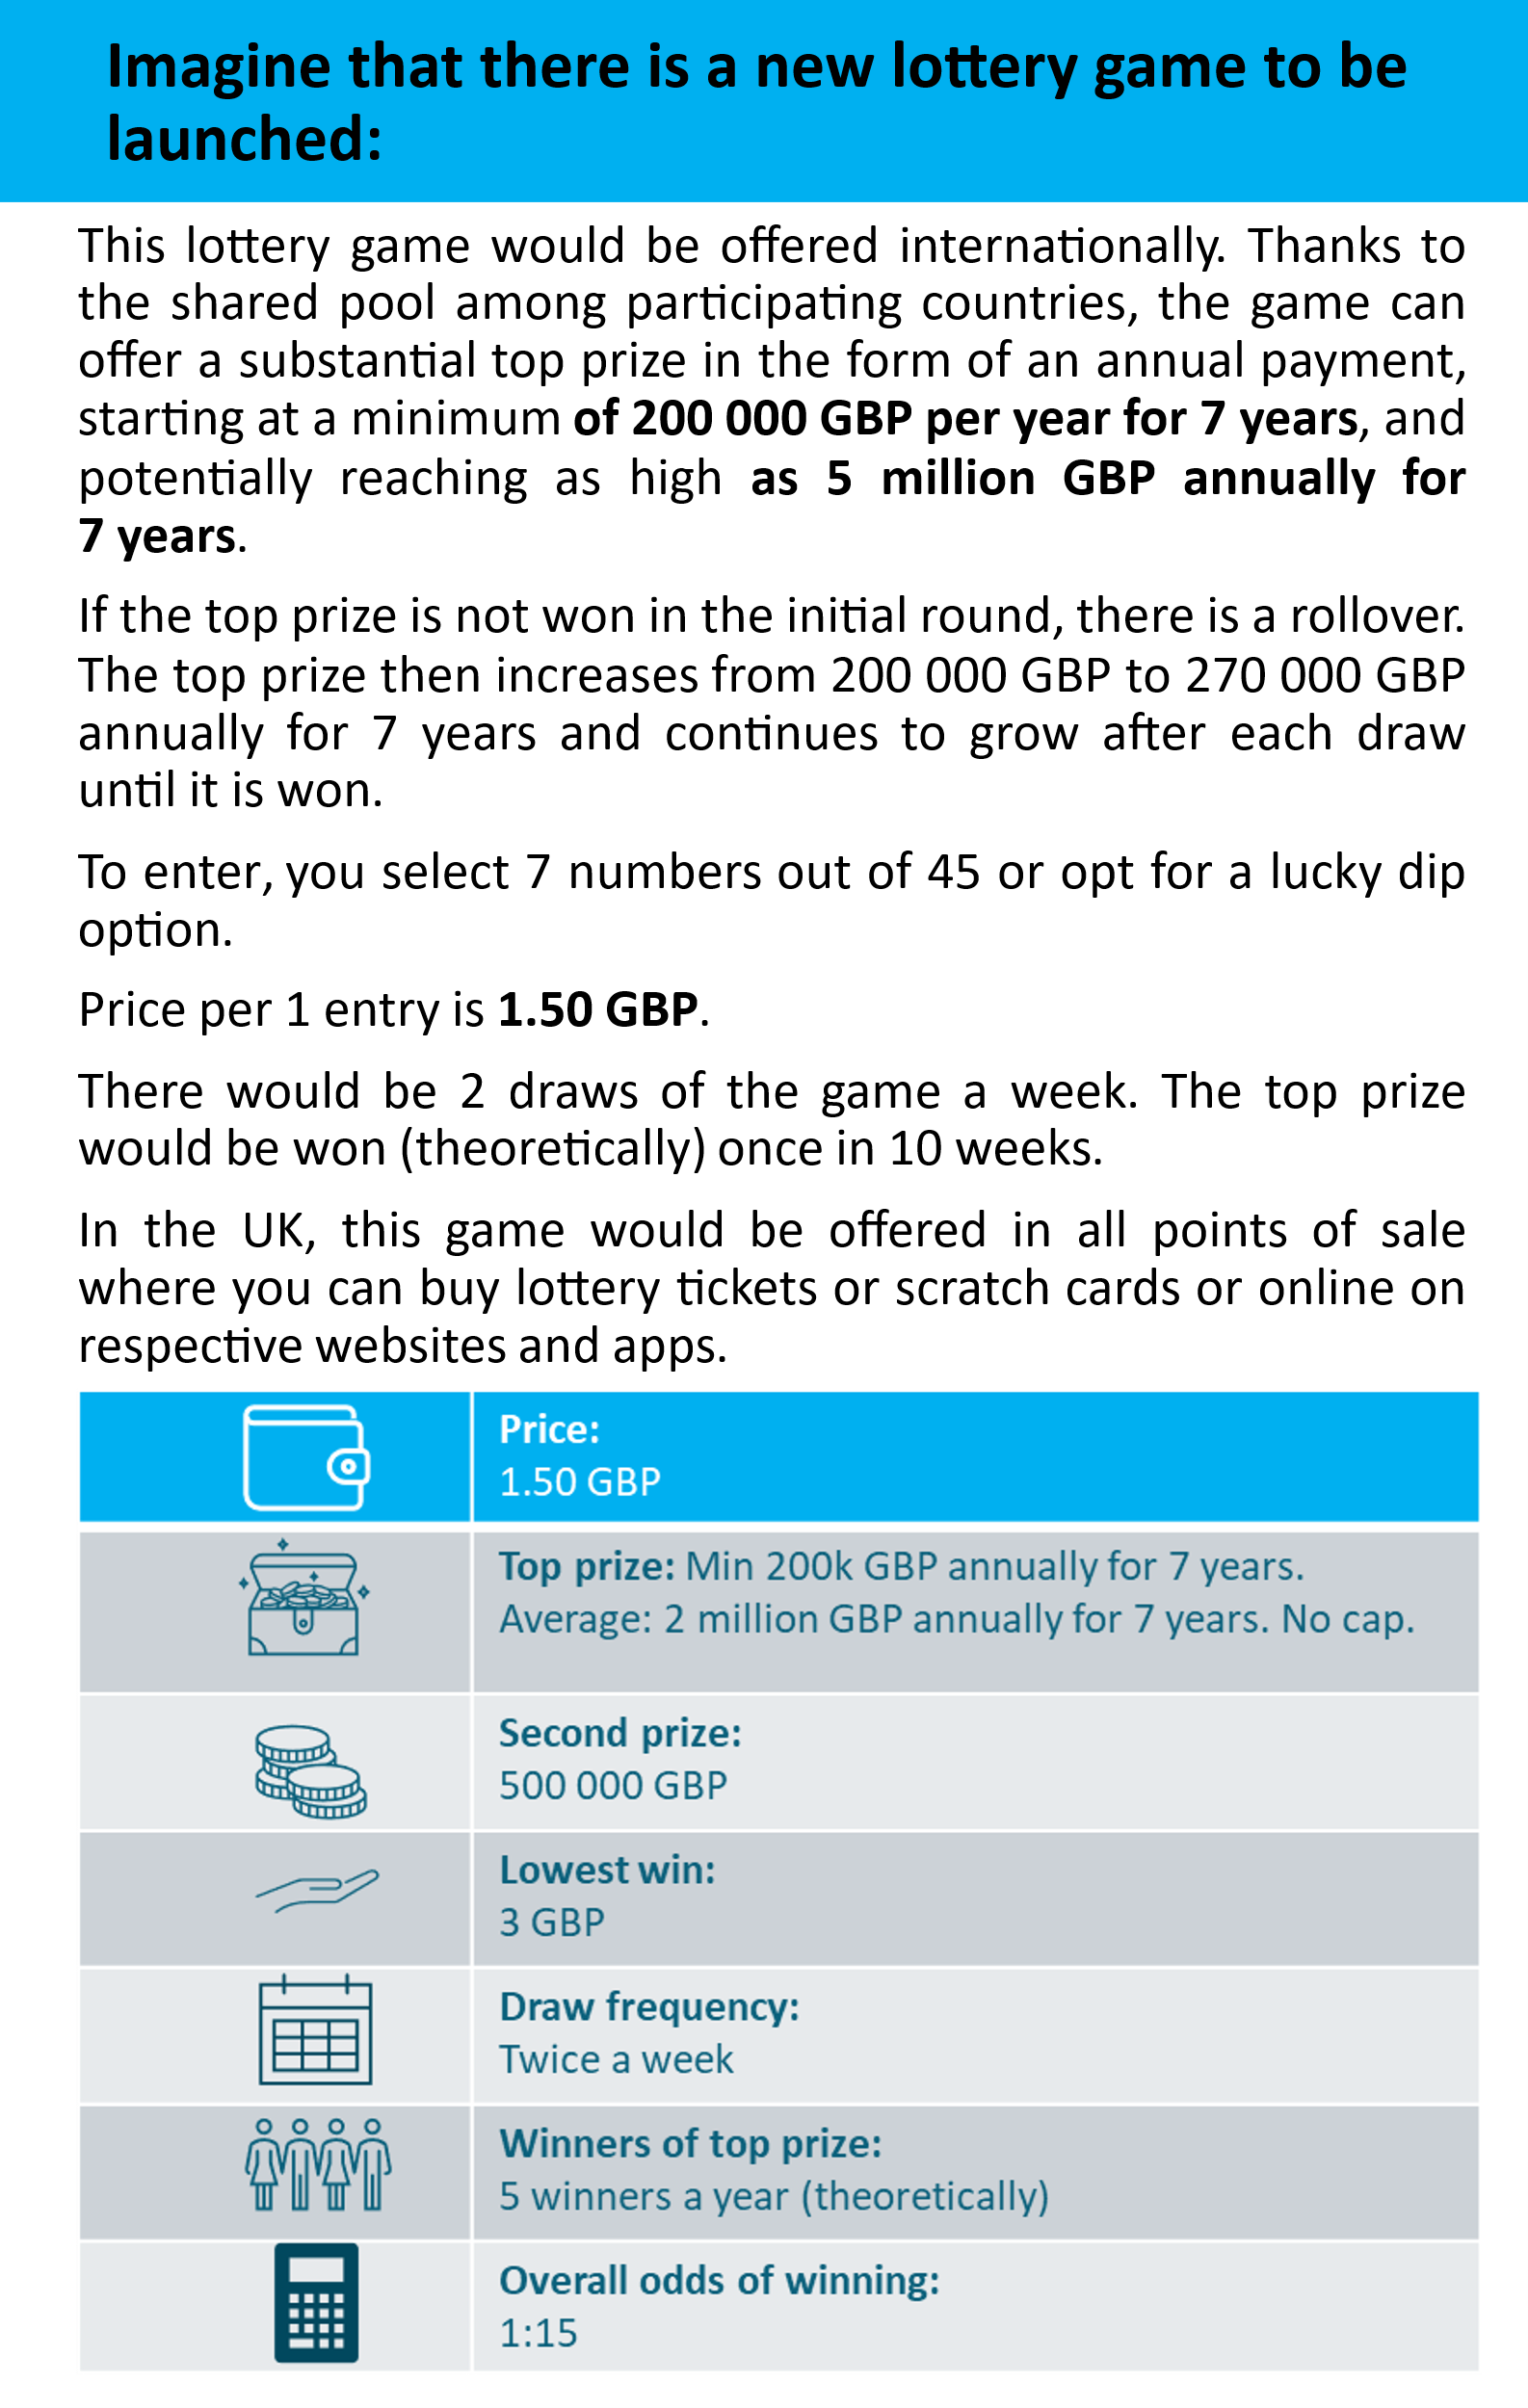 Imagine that there is a new lottery game to be
launched:
This lottery game would be offered internationally. Thanks to
the shared pool among participating countries, the game can
offer a substantial top prize in the form of an annual payment,
starting at a minimum of 200 000 GBP per year for 7 years, and
potentially reaching as high as 5 million GBP annually for
7 years.
If the top prize is not won in the initial round, there is a rollover.
The top prize then increases from 200 000 GBP to 270 000 GBP
annually for 7 years and continues to grow after each draw
until it is won.
To enter, you select 7 numbers out of 45 or opt for a lucky dip
option.
Price per 1 entry is 1.50 GBP.
There would be 2 draws of the game a week. The top prize
would be won (theoretically) once in 10 weeks.
In the UK, this game would be offered in all points of sale
where you can buy lottery tickets or scratch cards or online on
respective websites and apps.
Price:
1.50 GBP
Top prize: Min 200k GBP annually for 7 years.
Average: 2 million GBP annually for 7 years. No cap.
Second prize:
500 000 GBP
Lowest win:
3 GBP
Draw frequency:
Twice a week
Winners of top prize:
5 winners a year (theoretically)
Overall odds of winning:
1:15